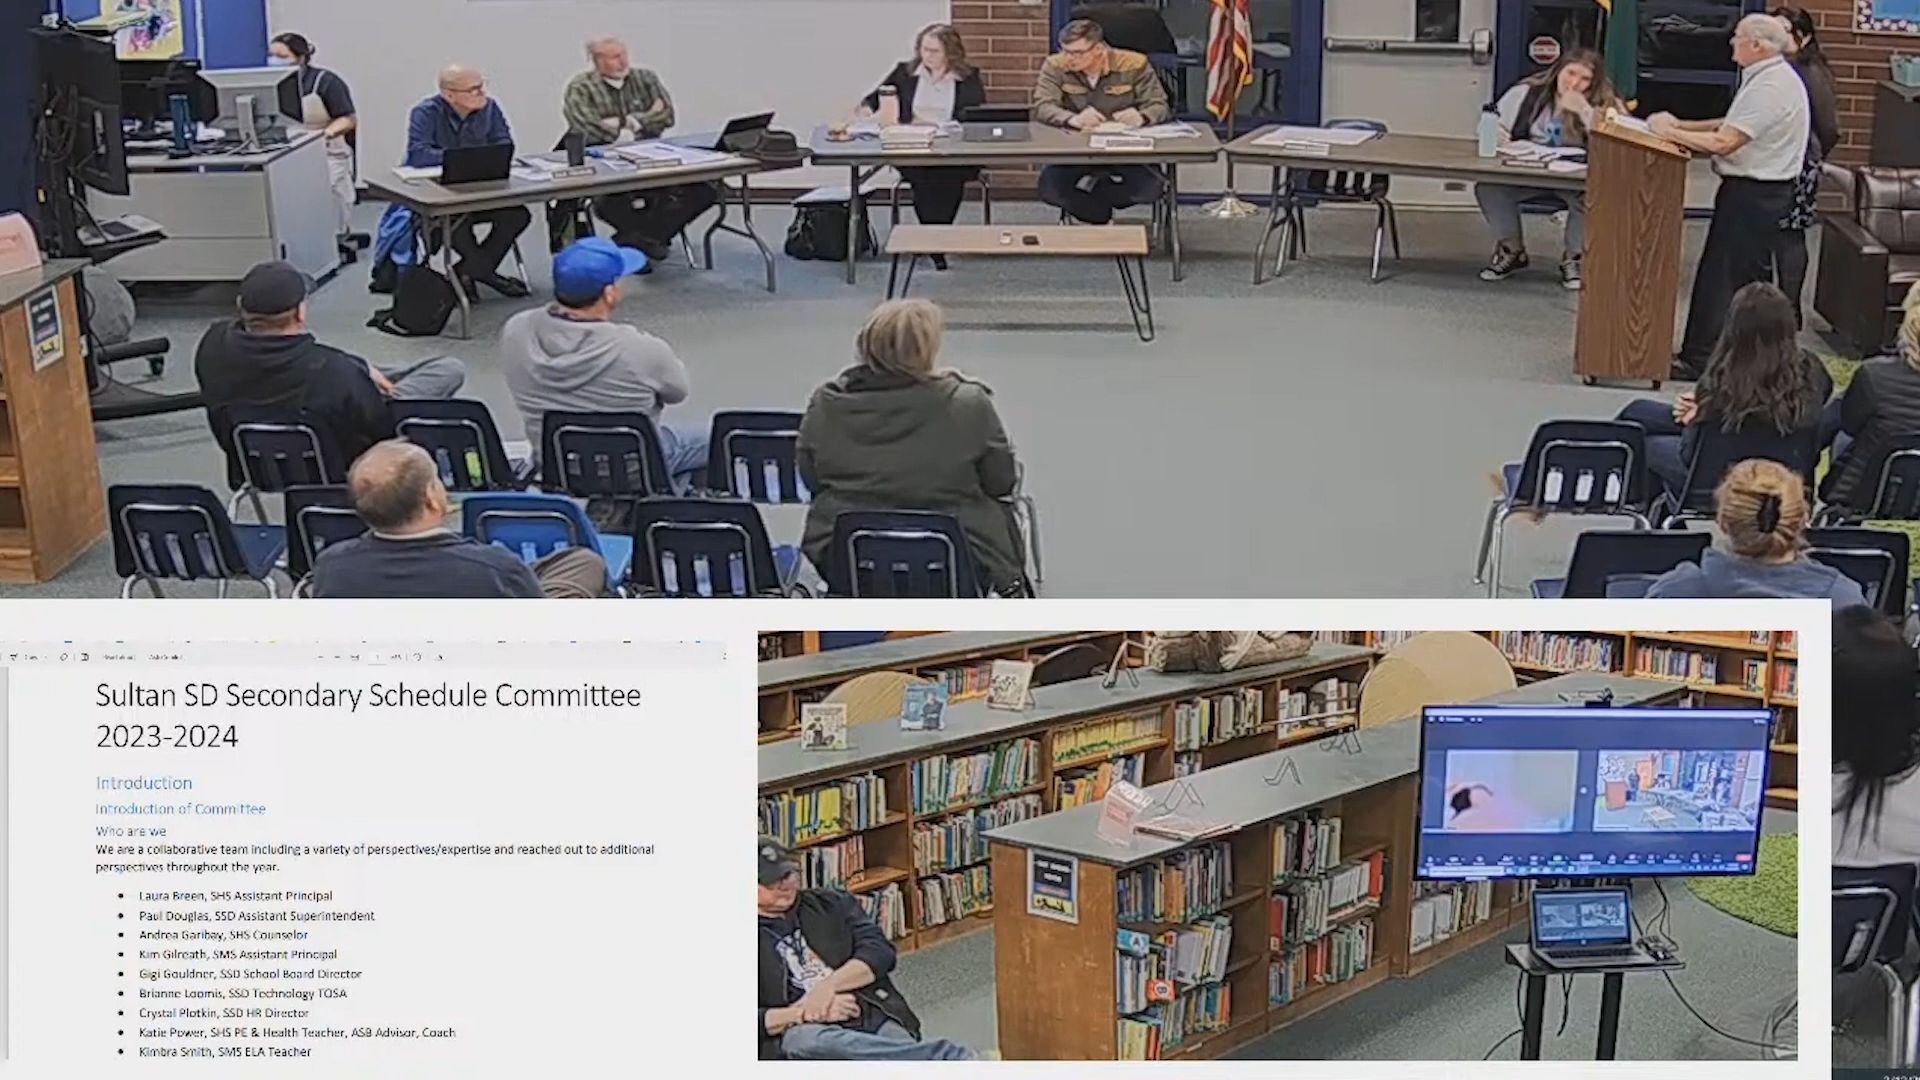 Sultan SD Secondary Schedule Committee
2023-2024
Introduction
Introduction of Committee
Who are we
We are a collaborative team including a variety of perspectives/expertise and reached out to additional
perspectives throughout the year.
Laura Breen, SHS Assistant Principal
Paul Douglas, SSD Assistant Superintendent
Andrea Garibay, SHS Counselor
Kim Gilreath, SMS Assistant Principal
Gigi Gouldner, SSD School Board Director
Brianne Loomis, SSD Technology TOSA
Crystal Plotkin, SSD HR Director
Katie Power, SHS PE & Health Teacher, ASB Advisor, Coach
Kimbra Smith, SMS ELA Teacher